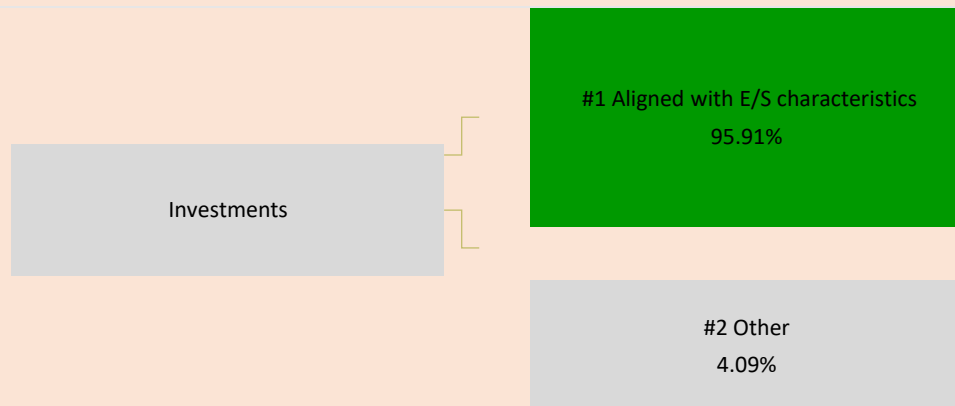 #1 Aligned with E/S characteristics
95.91%
Investments
#2 Other
4.09%